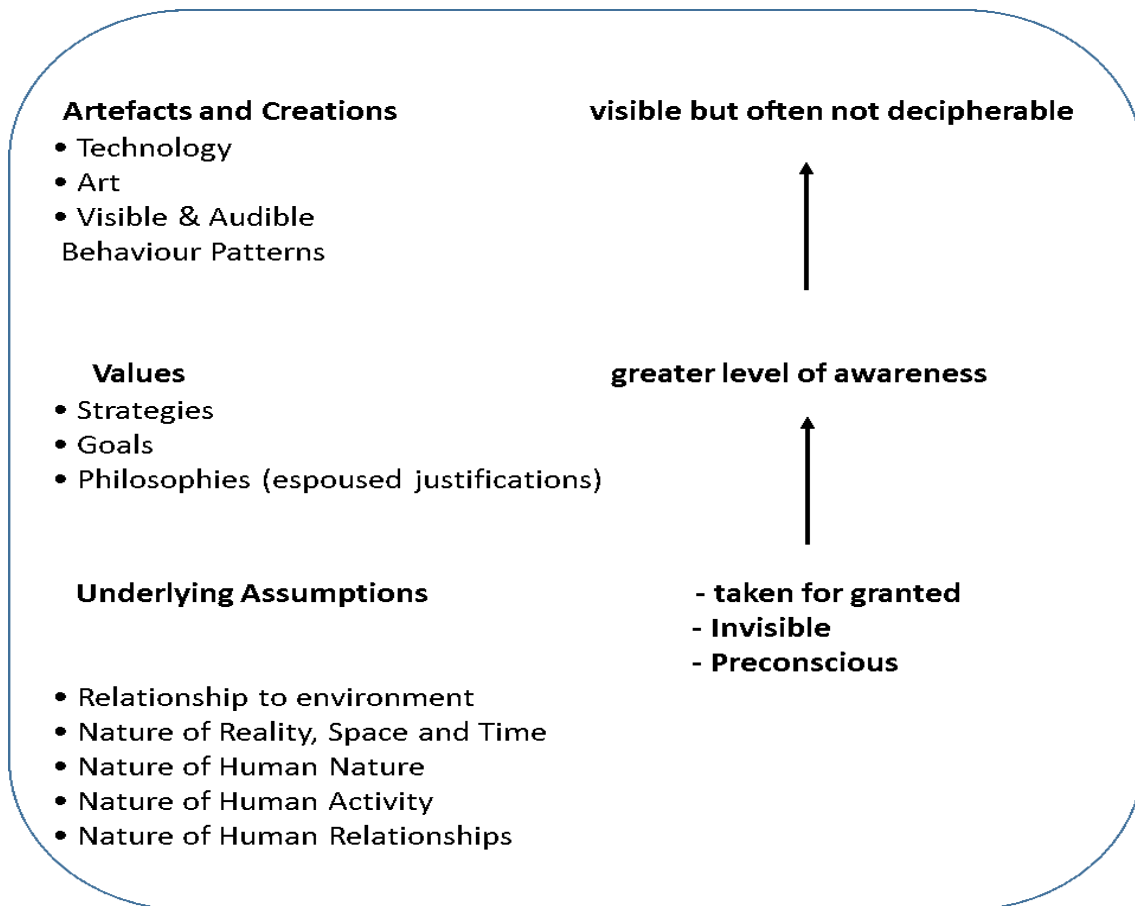 Artefacts and Creations
• Technology
• Art
• Visible & Audible
Behaviour Patterns
visible but often not decipherable
Values
• Strategies
• Goals
• Philosophies (espoused justifications)
greater level of awareness
Underlying Assumptions
- taken for granted
- Invisible
- Preconscious
• Relationship to environment
• Nature of Reality, Space and Time
• Nature of Human Nature
• Nature of Human Activity
• Nature of Human Relationships